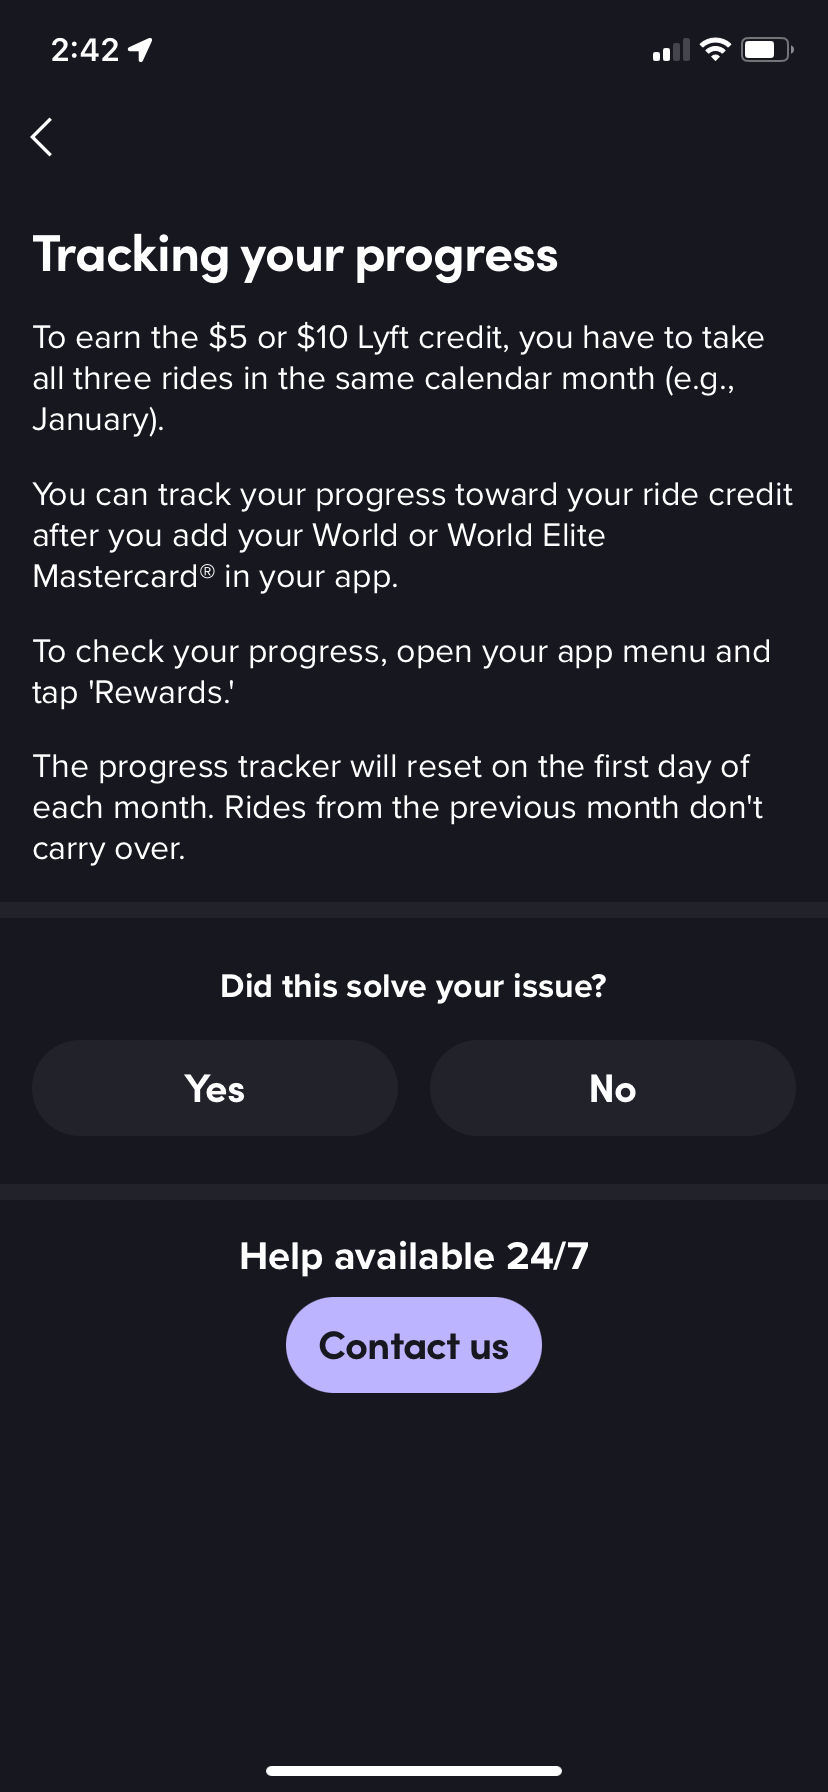 2:42
Tracking your progress
To earn the $5 or $10 Lyft credit, you have to take
all three rides in the same calendar month (e.g.,
January).
You can track your progress toward your ride credit
after you add your World or World Elite
Mastercard® in your app.
To check your progress, open your app menu and
tap 'Rewards.'
The progress tracker will reset on the first day of
each month. Rides from the previous month don't
carry over.
Did this solve your issue?
Yes
No
Help available 24/7
Contact us